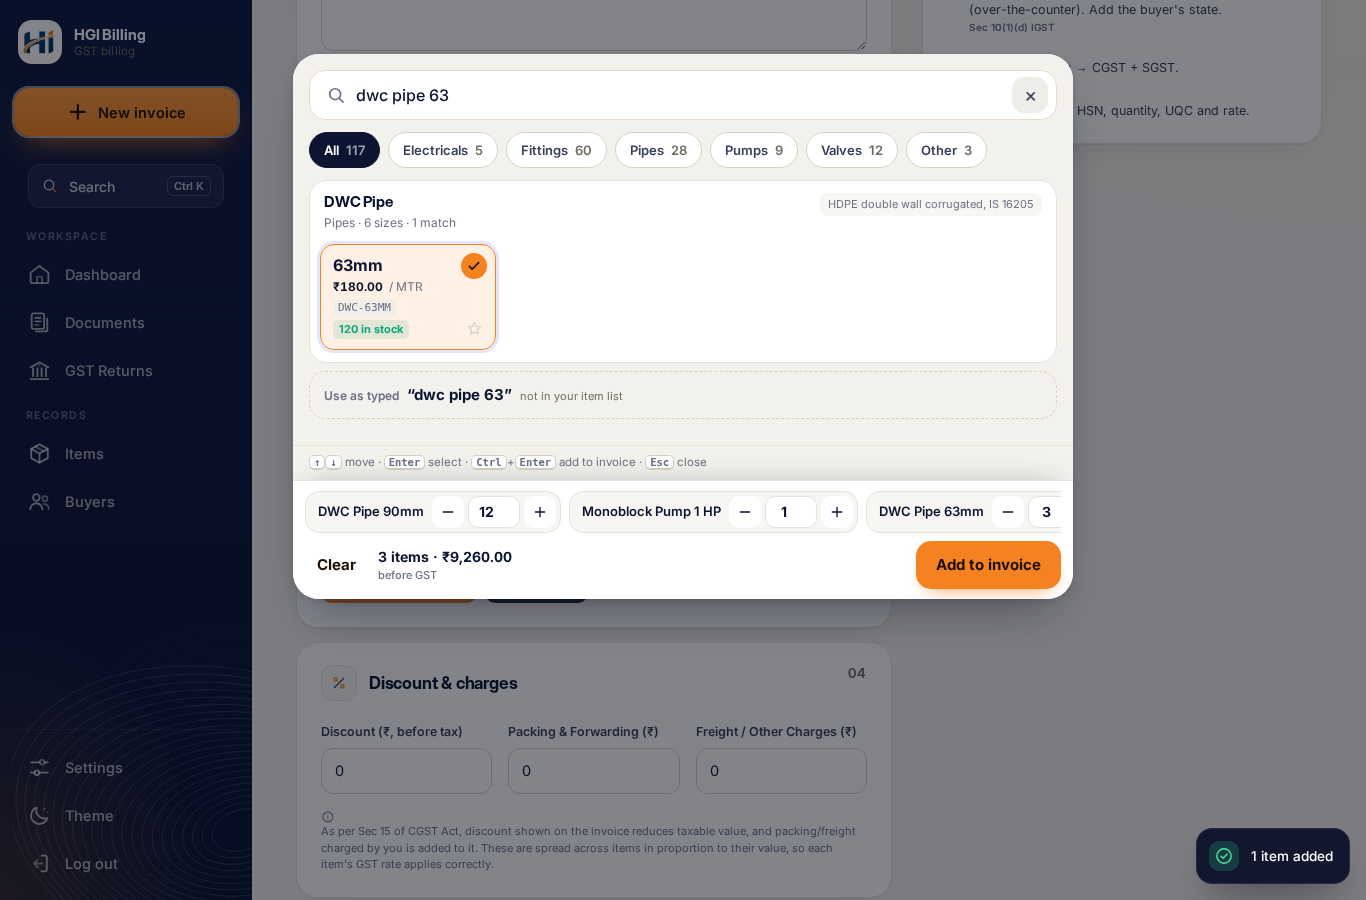 HGI Billing
GST billing
New invoice
Search
Ctrl K
WORKSPACE
Dashboard
Documents
GST Returns
RECORDS
Items
Buyers
Settings
Theme
Log out
(over-the-counter). Add the buyer's state.
Sec 10(1)(d) IGST
→ CGST + SGST.
HSN, quantity, UQC and rate.
dwc pipe 63
All 117
Electricals 5
Fittings 60
Pipes 28
Pumps 9
Valves 12
Other 3
DWC Pipe
HDPE double wall corrugated, IS 16205
Pipes · 6 sizes · 1 match
63mm
₹180.00 / MTR
DWC-63MM
120 in stock
Use as typed “dwc pipe 63” not in your item list
↑ ↓ move · Enter select · Ctrl+Enter add to invoice · Esc close
DWC Pipe 90mm − 12 +
Monoblock Pump 1 HP − 1 +
DWC Pipe 63mm − 3
Clear
3 items · ₹9,260.00
before GST
Add to invoice
Discount & charges
04
Discount (₹, before tax)
Packing & Forwarding (₹)
Freight / Other Charges (₹)
0
0
0
As per Sec 15 of CGST Act, discount shown on the invoice reduces taxable value, and packing/freight
charged by you is added to it. These are spread across items in proportion to their value, so each
item's GST rate applies correctly.
1 item added